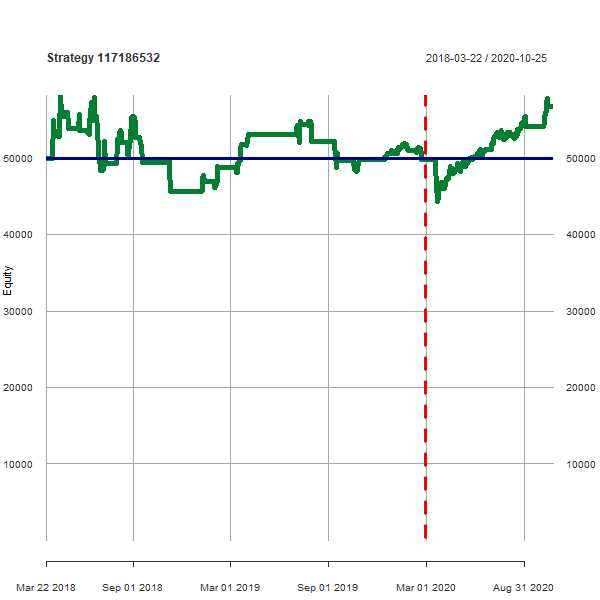 Strategy 117186532
2018-03-22 / 2020-10-25
50000
50000
40000
40000
Equity
30000
30000
20000
20000
10000
10000
Mar 22 2018
Sep 01 2018
Mar 01 2019
Sep 01 2019
Mar 01 2020
Aug 31 2020